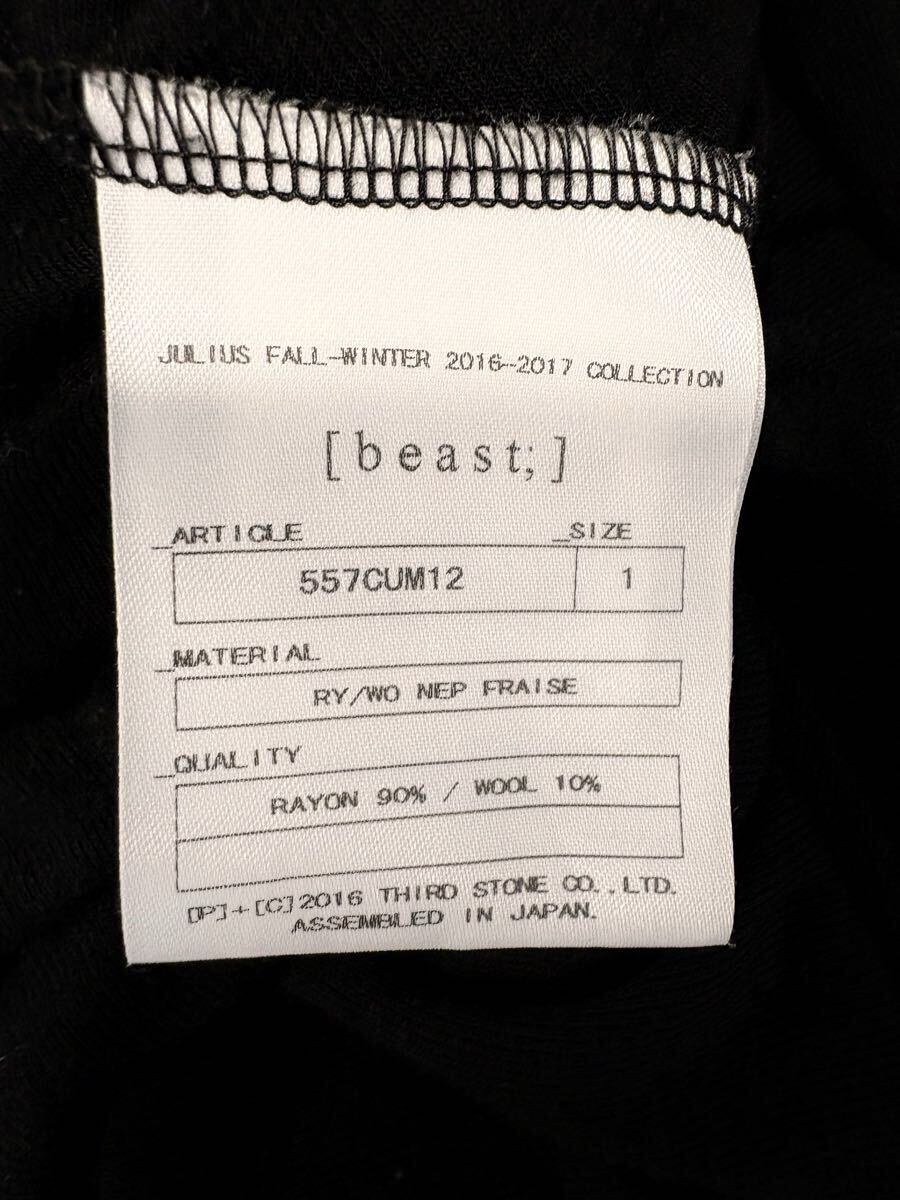 JULIUS FALL-WINTER 2016-2017 COLLECTION
[beast;]
_ARTICLE _SIZE
557CUM12 1
_MATERIAL
RY/WO NEP FRAISE
_QUALITY
RAYON 90% / WOOL 10%
[P]+[C]2016 THIRD STONE CO.,LTD.
ASSEMBLED IN JAPAN.